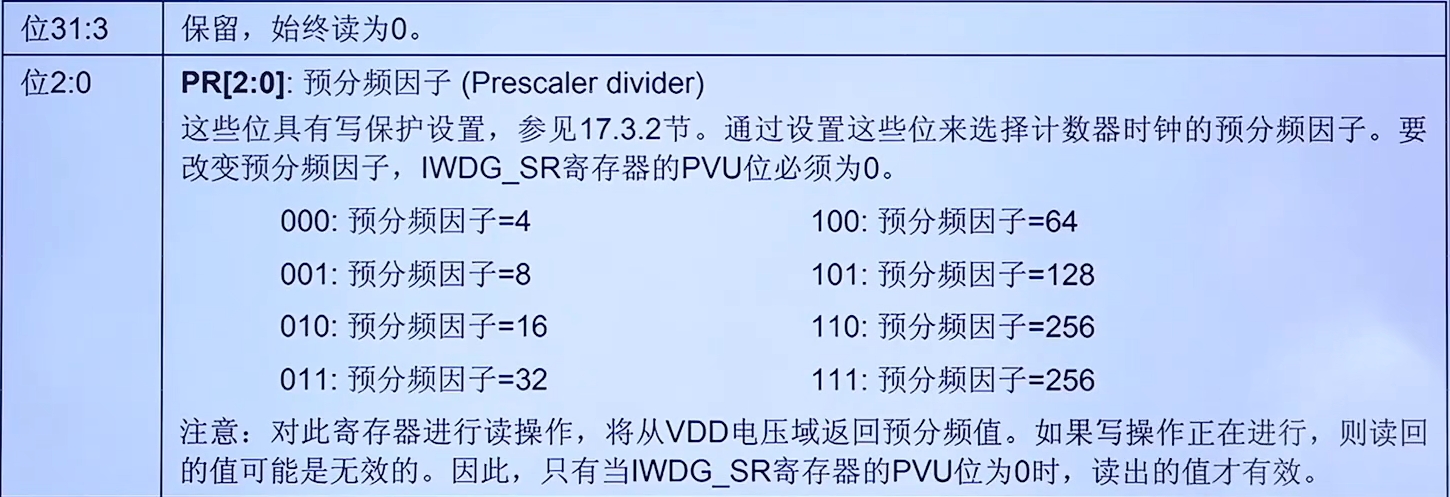 位31:3 保留，始终读为0。
位2:0 PR[2:0]: 预分频因子 (Prescaler divider)
这些位具有写保护设置，参见17.3.2节。通过设置这些位来选择计数器时钟的预分频因子。要
改变预分频因子，IWDG_SR寄存器的PVU位必须为0。
000: 预分频因子=4 100: 预分频因子=64
001: 预分频因子=8 101: 预分频因子=128
010: 预分频因子=16 110: 预分频因子=256
011: 预分频因子=32 111: 预分频因子=256
注意：对此寄存器进行读操作，将从VDD电压域返回预分频值。如果写操作正在进行，则读回
的值可能是无效的。因此，只有当IWDG_SR寄存器的PVU位为0时，读出的值才有效。